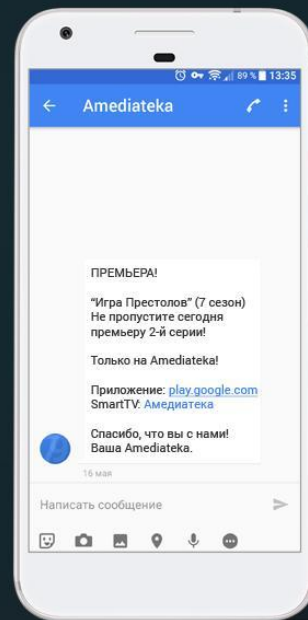 89 % 13:35
Amediateka
ПРЕМЬЕРА!
“Игра Престолов” (7 сезон)
Не пропустите сегодня
премьеру 2-й серии!
Только на Amediateka!
Приложение: play.google.com
SmartTV: Амедиатека
Спасибо, что вы с нами!
Ваша Amediateka.
16 мая
Написать сообщение